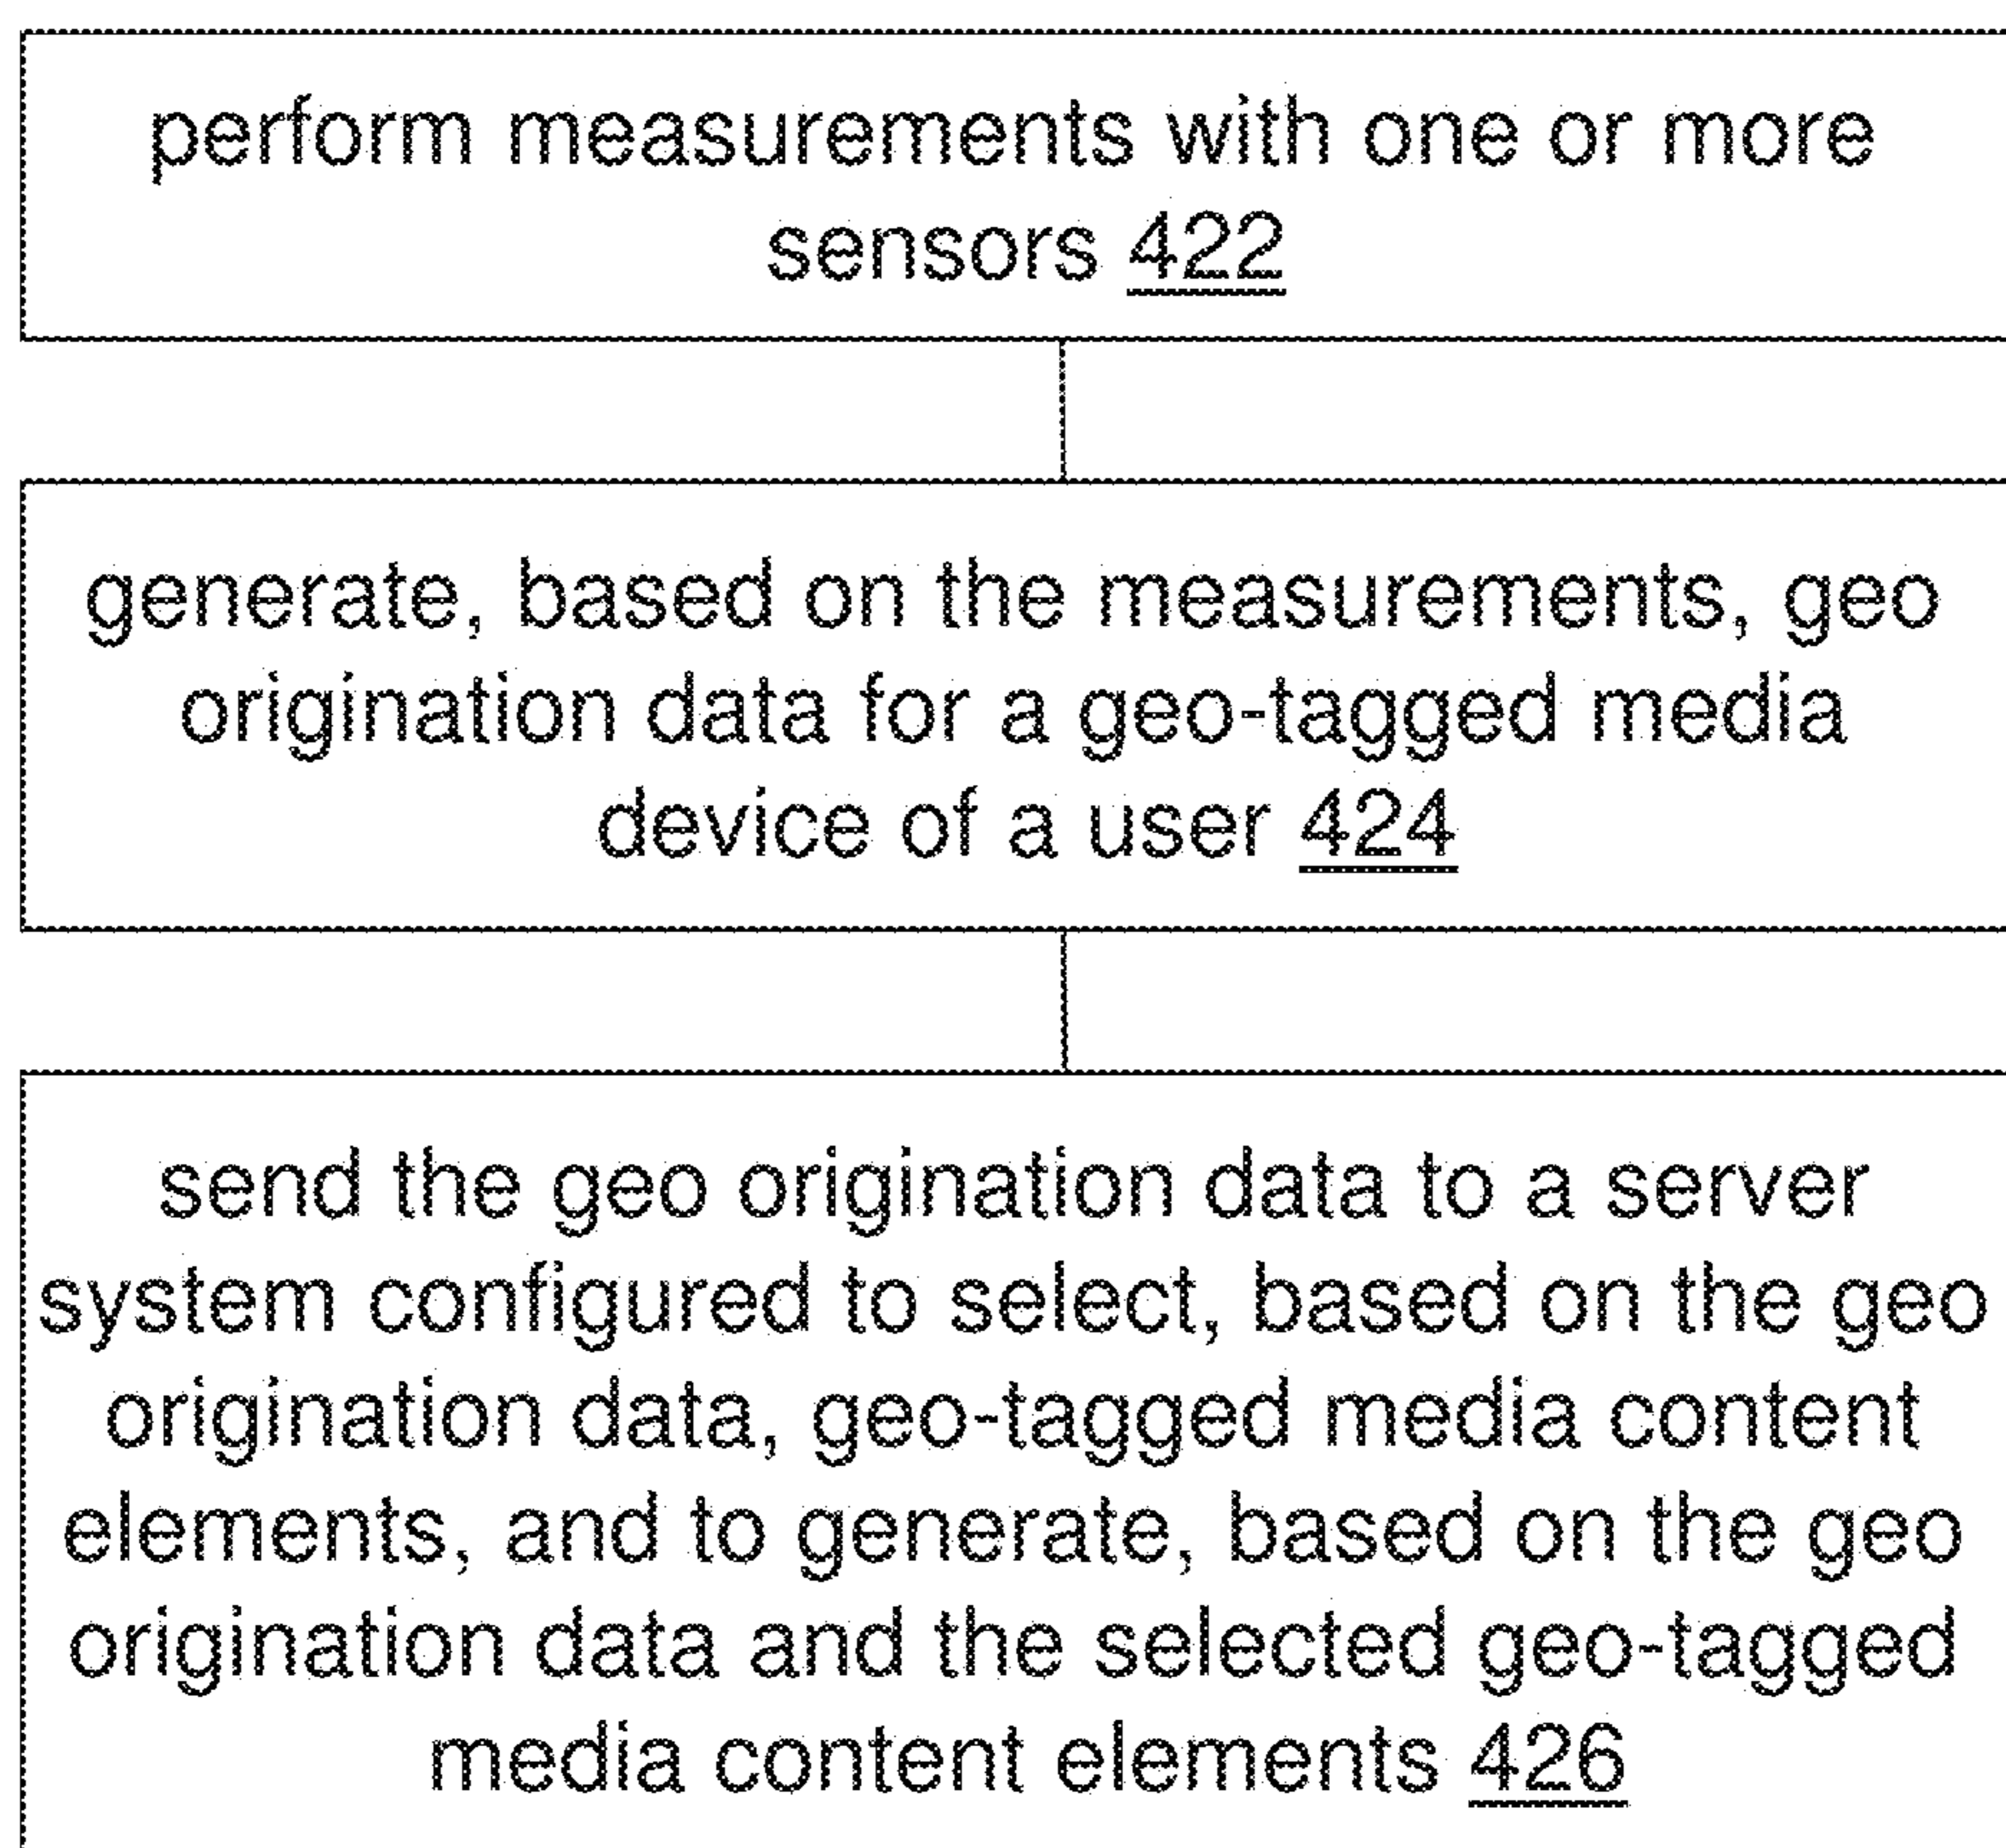 perform measurements with one or more
sensors 422
generate, based on the measurements, geo
origination data for a geo-tagged media
device of a user 424
send the geo origination data to a server
system configured to select, based on the geo
origination data, geo-tagged media content
elements, and to generate, based on the geo
origination data and the selected geo-tagged
media content elements 426